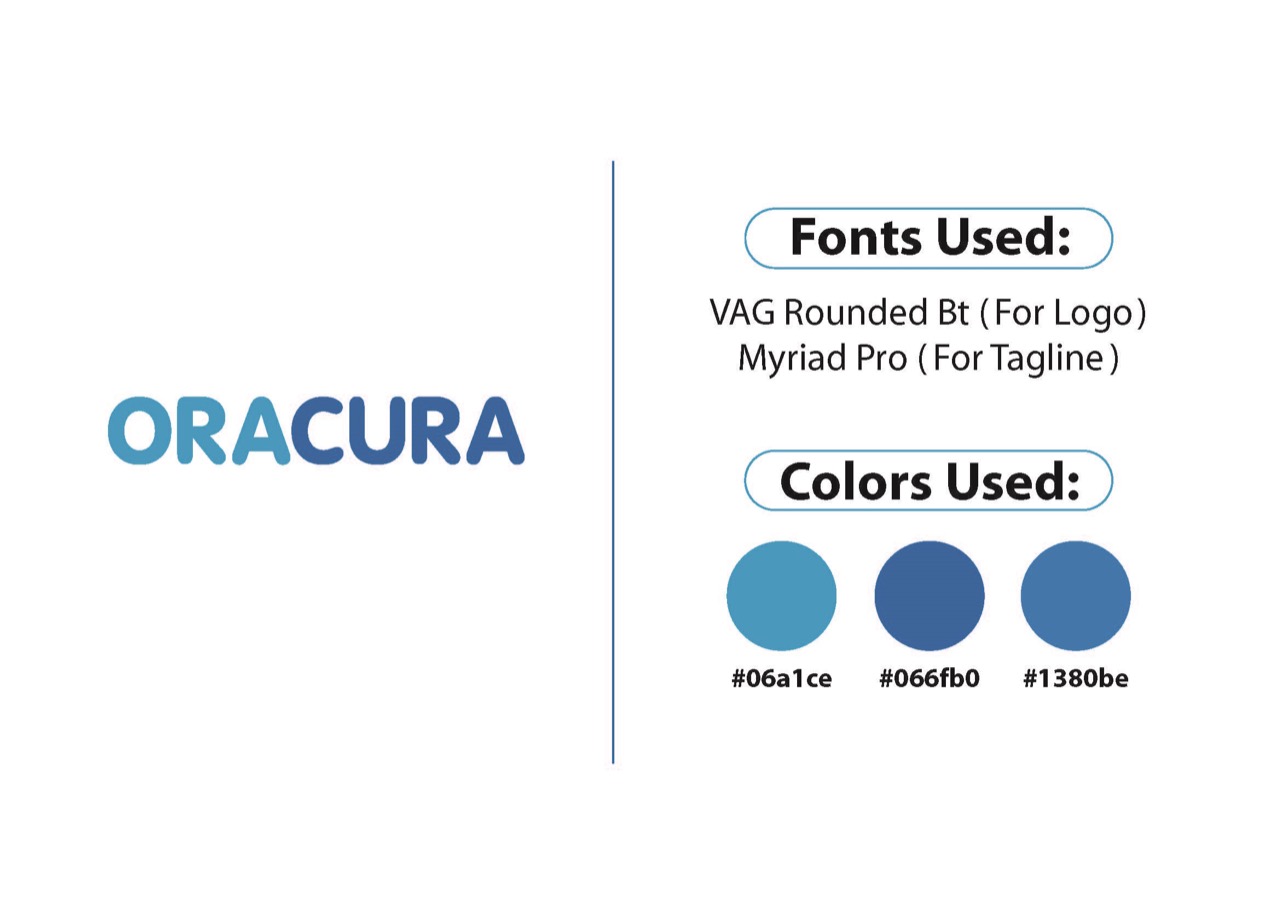 ORACURA
Fonts Used:
VAG Rounded Bt (For Logo)
Myriad Pro (For Tagline)
Colors Used:
#06a1ce #066fb0 #1380be